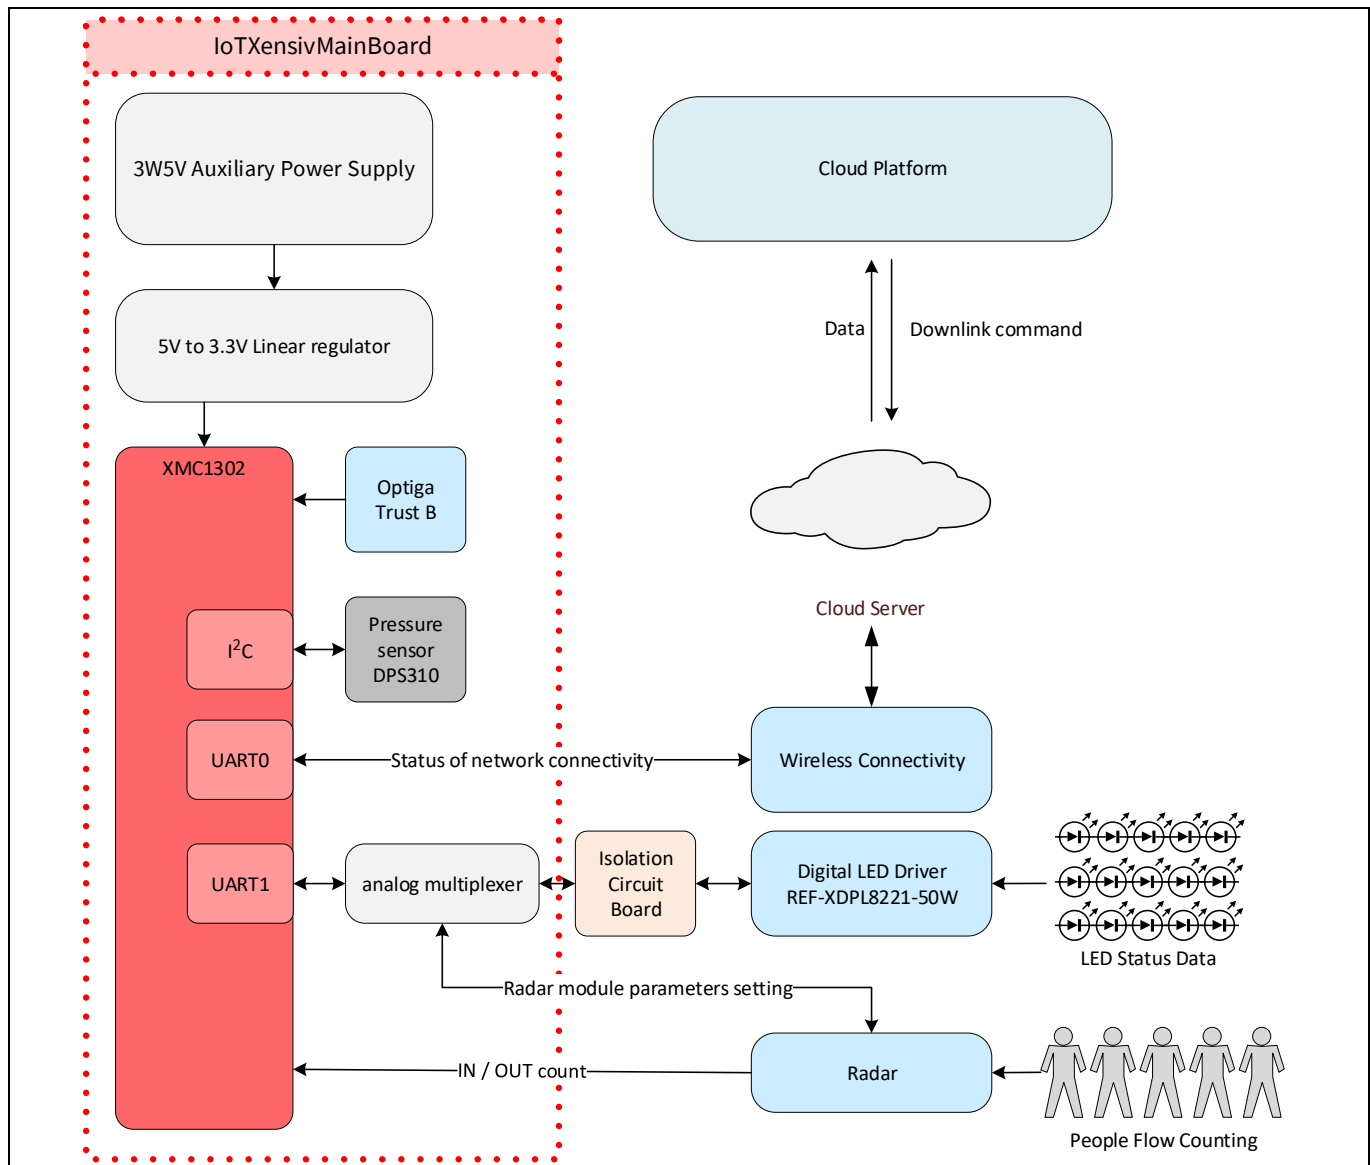 IoTXensivMainBoard
3W5V Auxiliary Power Supply
Cloud Platform
5V to 3.3V Linear regulator
Data
Downlink command
XMC1302
Optiga
Trust B
Cloud Server
I²C
Pressure
sensor
DPS310
UART0
Status of network connectivity
Wireless Connectivity
UART1
analog multiplexer
Isolation
Circuit
Board
Digital LED Driver
REF-XDPL8221-50W
LED Status Data
Radar module parameters setting
IN / OUT count
Radar
People Flow Counting